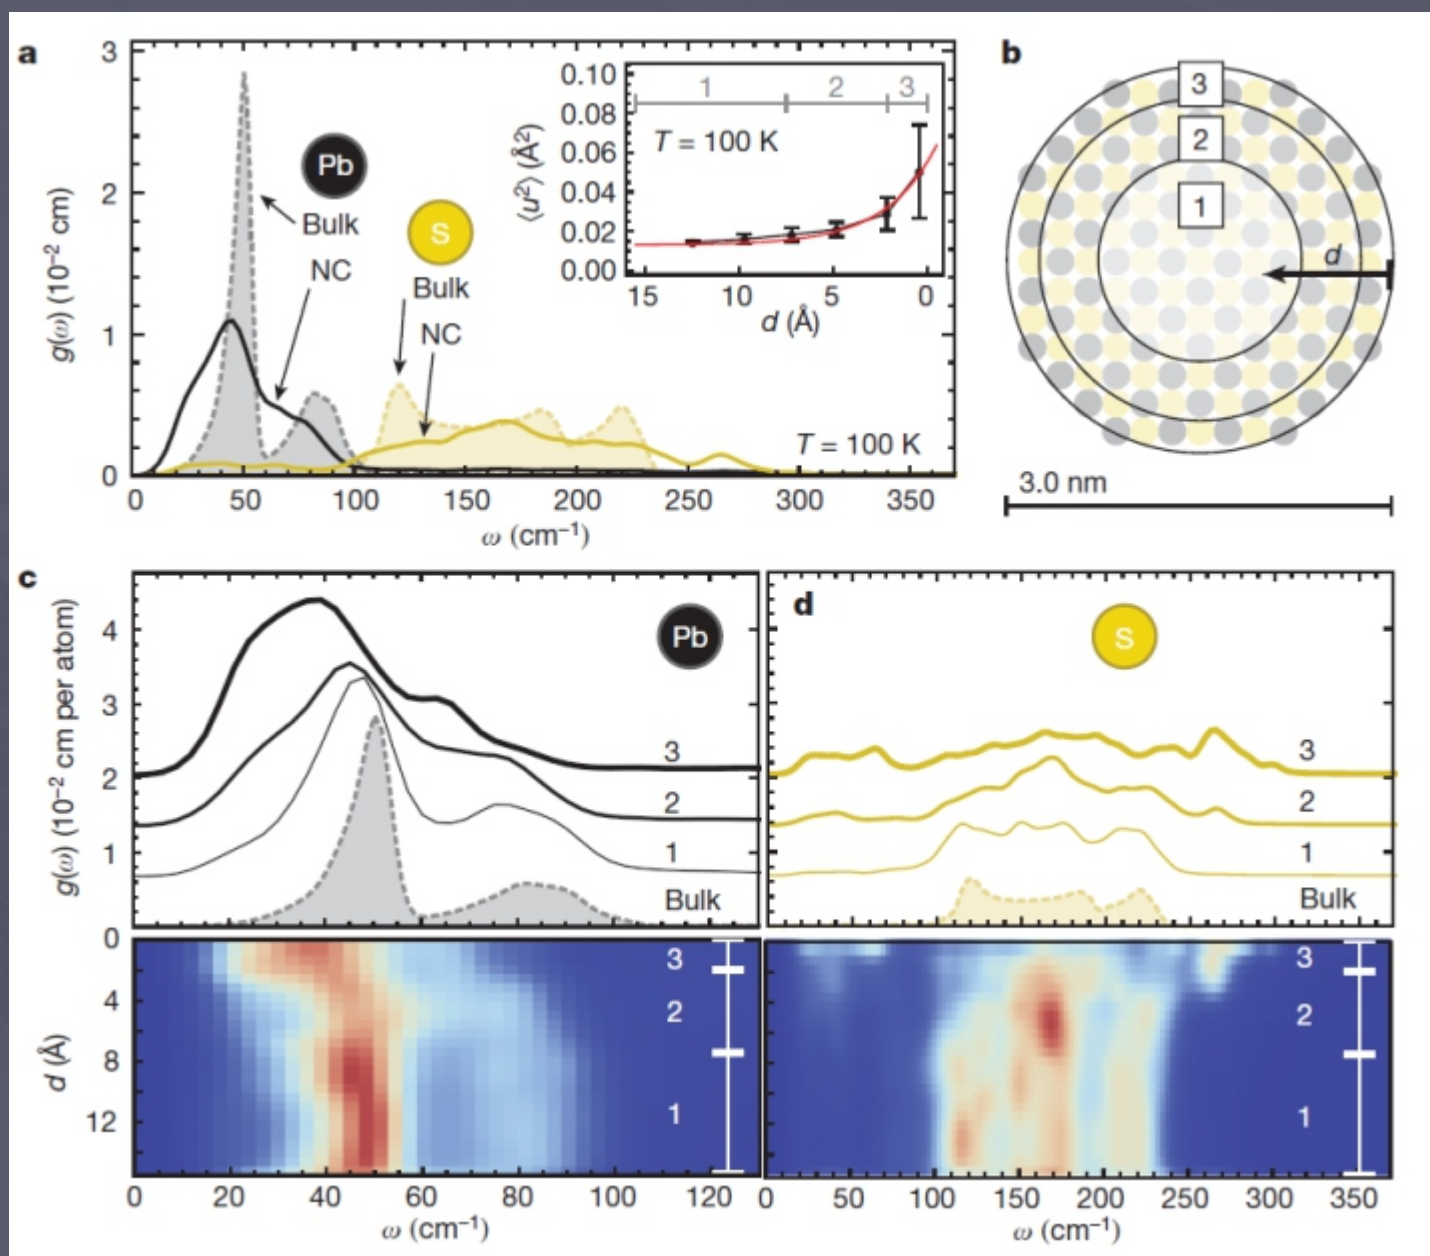 a
3
2
1
0
g(ω) (10⁻² cm)
Pb
Bulk
NC
S
Bulk
NC
T = 100 K
0 50 100 150 200 250 300 350
ω (cm⁻¹)
0.10
0.08
0.06
0.04
0.02
0.00
⟨u²⟩ (Å²)
1 2 3
T = 100 K
15 10 5 0
d (Å)
b
3
2
1
d
3.0 nm
c
4
3
2
1
g(ω) (10⁻² cm per atom)
Pb
3
2
1
Bulk
d
S
3
2
1
Bulk
0
4
8
12
d (Å)
3
2
1
0 20 40 60 80 100 120
ω (cm⁻¹)
3
2
1
0 50 100 150 200 250 300 350
ω (cm⁻¹)